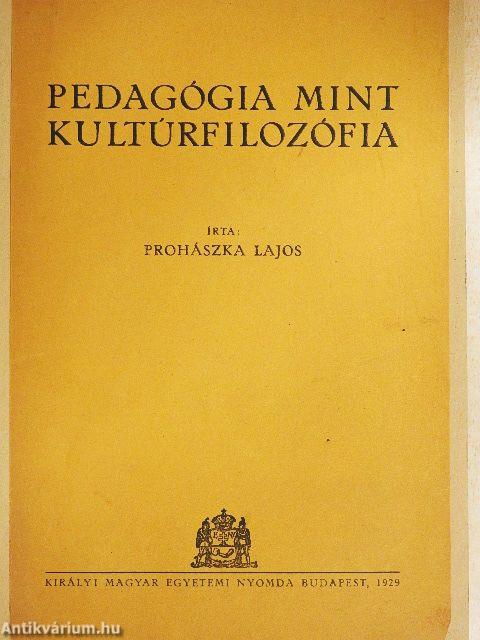 PEDAGÓGIA MINT
KULTÚRFILOZÓFIA
ÍRTA:
PROHÁSZKA LAJOS
KIRÁLYI MAGYAR EGYETEMI NYOMDA BUDAPEST, 1929
Antikvárium.hu